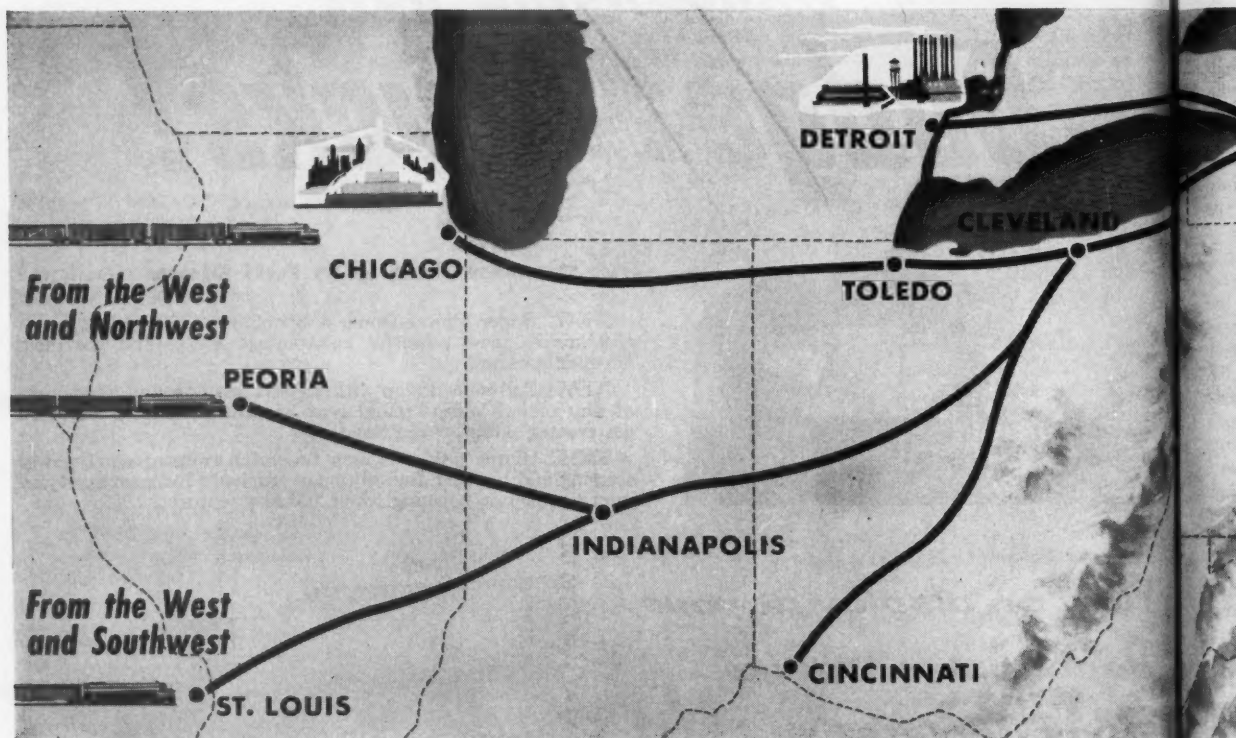 DETROIT
CLEVELAND
CHICAGO
TOLEDO
From the West
and Northwest
PEORIA
INDIANAPOLIS
From the West
and Southwest
CINCINNATI
ST. LOUIS